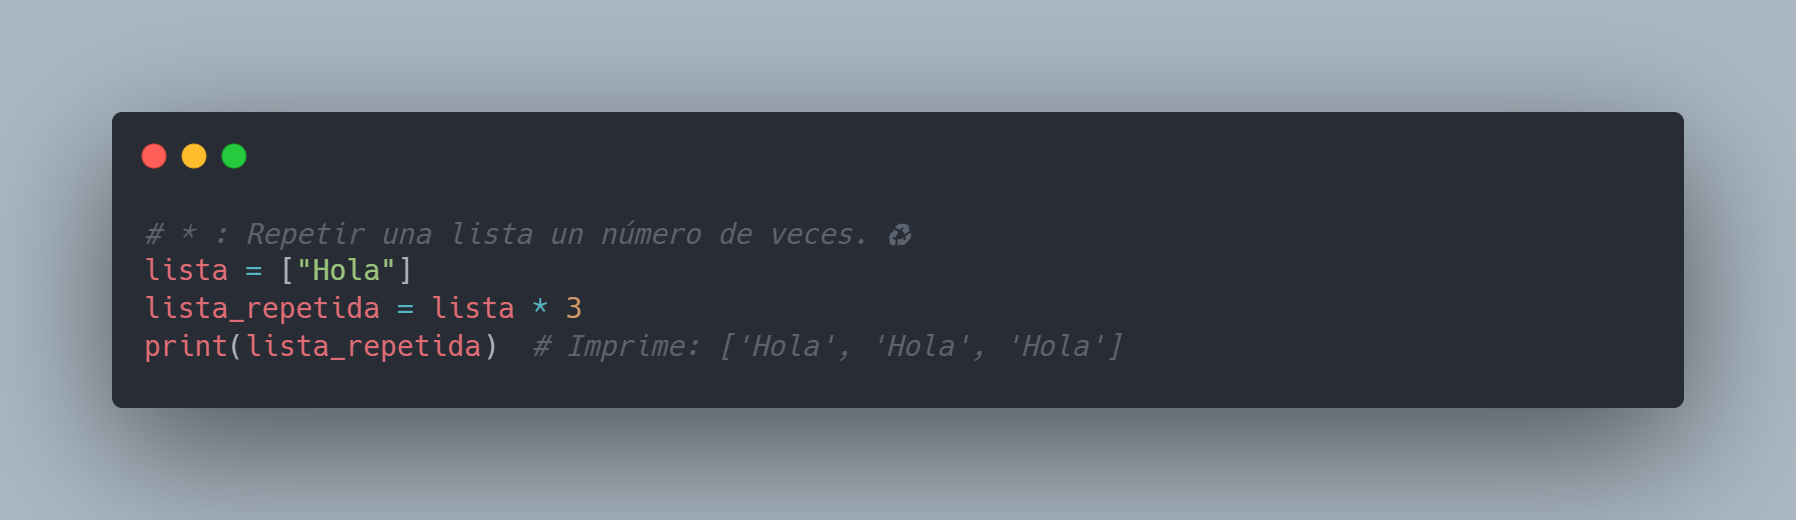 # * : Repetir una lista un número de veces. ♻
lista = ["Hola"]
lista_repetida = lista * 3
print(lista_repetida)  # Imprime: ['Hola', 'Hola', 'Hola']